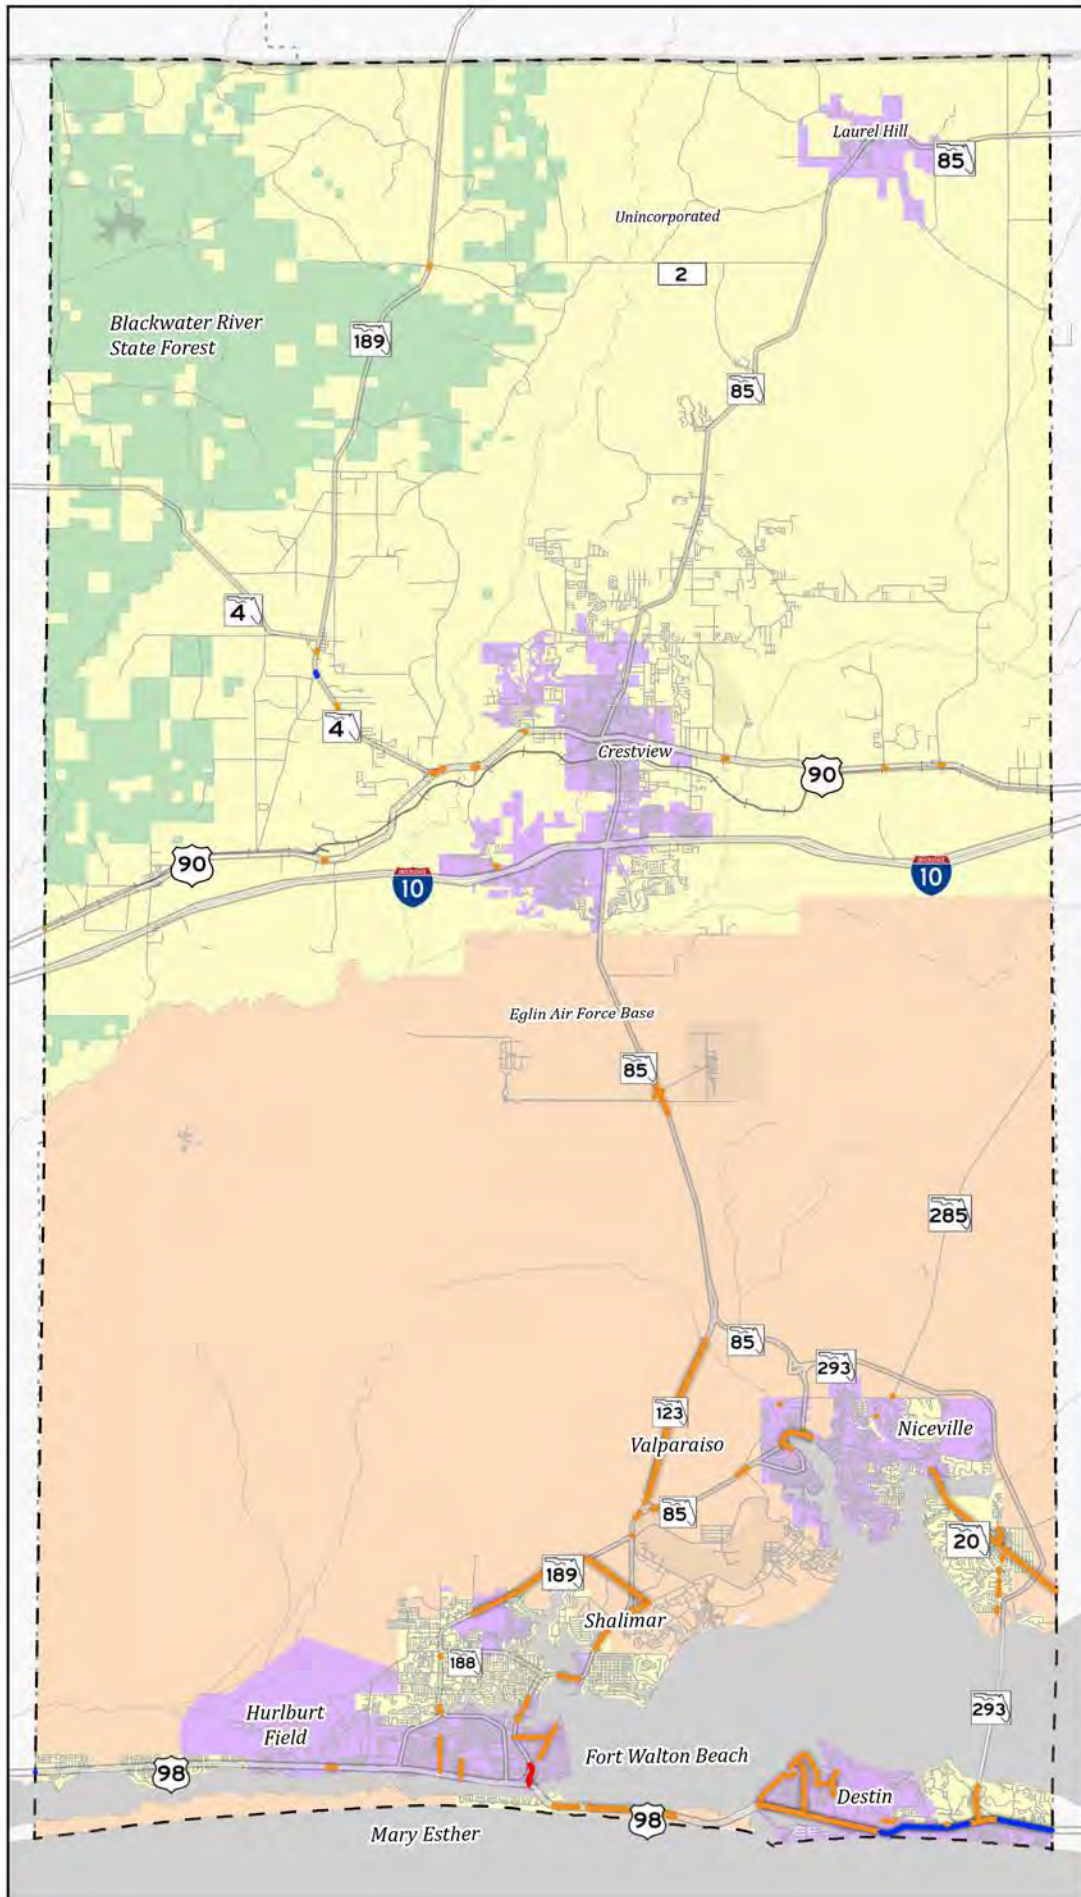 Laurel Hill
85
Unincorporated
2
Blackwater River
State Forest
189
85
4
4
Crestview
90
90
10
10
Eglin Air Force Base
85
285
85
293
123
Niceville
Valparaiso
85
20
189
Shalimar
188
Hurlburt
Field
293
Fort Walton Beach
98
Destin
98
Mary Esther